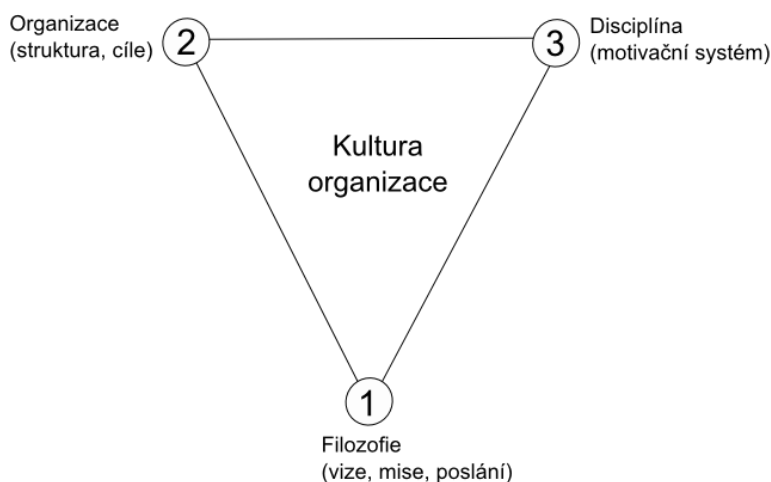 Organizace
(struktura, cíle)
2
3
Disciplína
(motivační systém)
Kultura
organizace
1
Filozofie
(vize, mise, poslání)